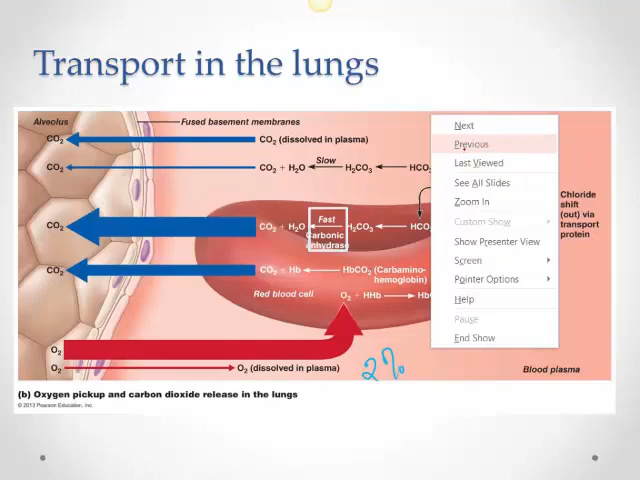 Transport in the lungs
Alveolus
Fused basement membranes
CO2
CO2 (dissolved in plasma)
CO2
CO2 + H2O
Slow
H2CO3
HCO3
Chloride
shift
(out) via
transport
protein
CO2
CO2 + H2O
Fast
Carbonic
anhydrase
H2CO3
HCO
CO2
CO2 + Hb
HbCO2 (Carbamino-
hemoglobin)
Red blood cell
O2 + HHb
O2
O2
O2 (dissolved in plasma)
2%
Blood plasma
Next
Previous
Last Viewed
See All Slides
Zoom In
Custom Show
Show Presenter View
Screen
Pointer Options
Help
Pause
End Show
(b) Oxygen pickup and carbon dioxide release in the lungs
© 2013 Pearson Education, Inc.